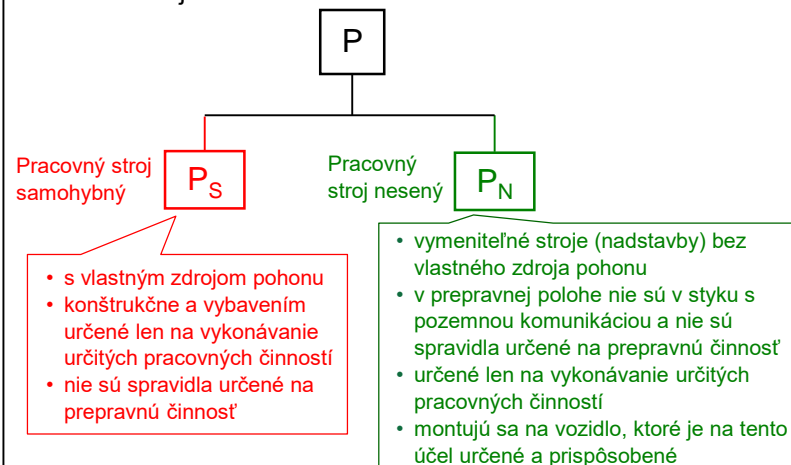 P
Pracovný stroj
samohybný
P_S
Pracovný
stroj nesený
P_N
• s vlastným zdrojom pohonu
• konštrukčne a vybavením
určené len na vykonávanie
určitých pracovných činností
• nie sú spravidla určené na
prepravnú činnosť
• vymeniteľné stroje (nadstavby) bez
vlastného zdroja pohonu
• v prepravnej polohe nie sú v styku s
pozemnou komunikáciou a nie sú
spravidla určené na prepravnú činnosť
• určené len na vykonávanie určitých
pracovných činností
• montujú sa na vozidlo, ktoré je na tento
účel určené a prispôsobené